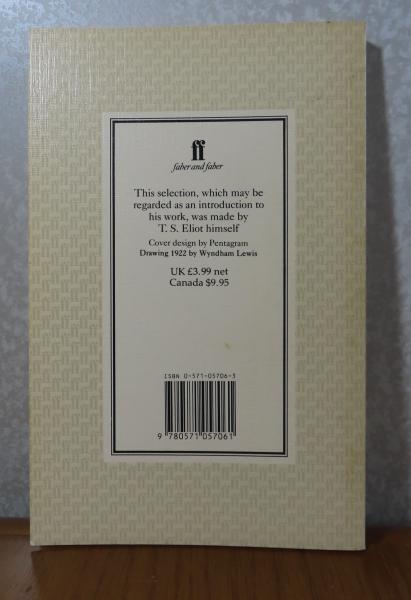 ff
faber and faber
This selection, which may be
regarded as an introduction to
his work, was made by
T. S. Eliot himself
Cover design by Pentagram
Drawing 1922 by Wyndham Lewis
UK £3.99 net
Canada $9.95
ISBN 0-571-05706-3
9 780571 057061